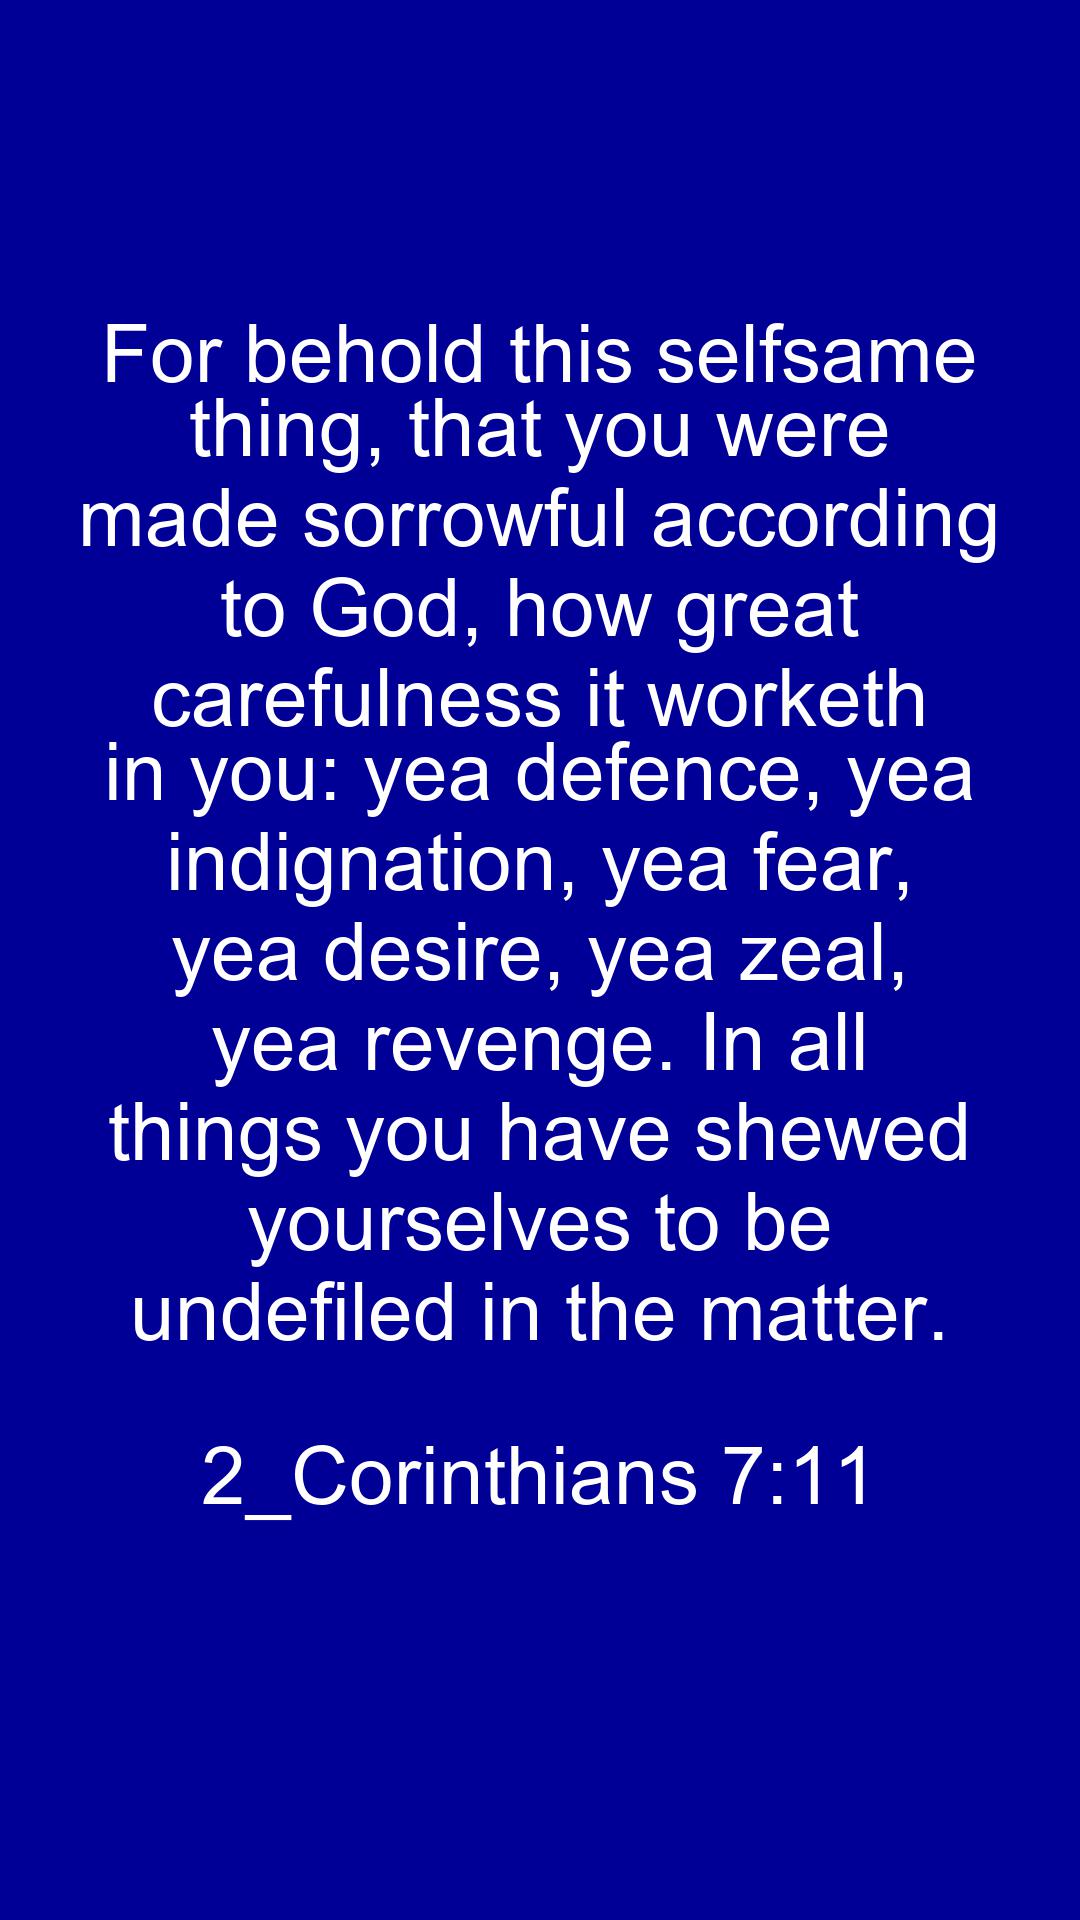 For behold this selfsame
thing, that you were
made sorrowful according
to God, how great
carefulness it worketh
in you: yea defence, yea
indignation, yea fear,
yea desire, yea zeal,
yea revenge. In all
things you have shewed
yourselves to be
undefiled in the matter.
2_Corinthians 7:11